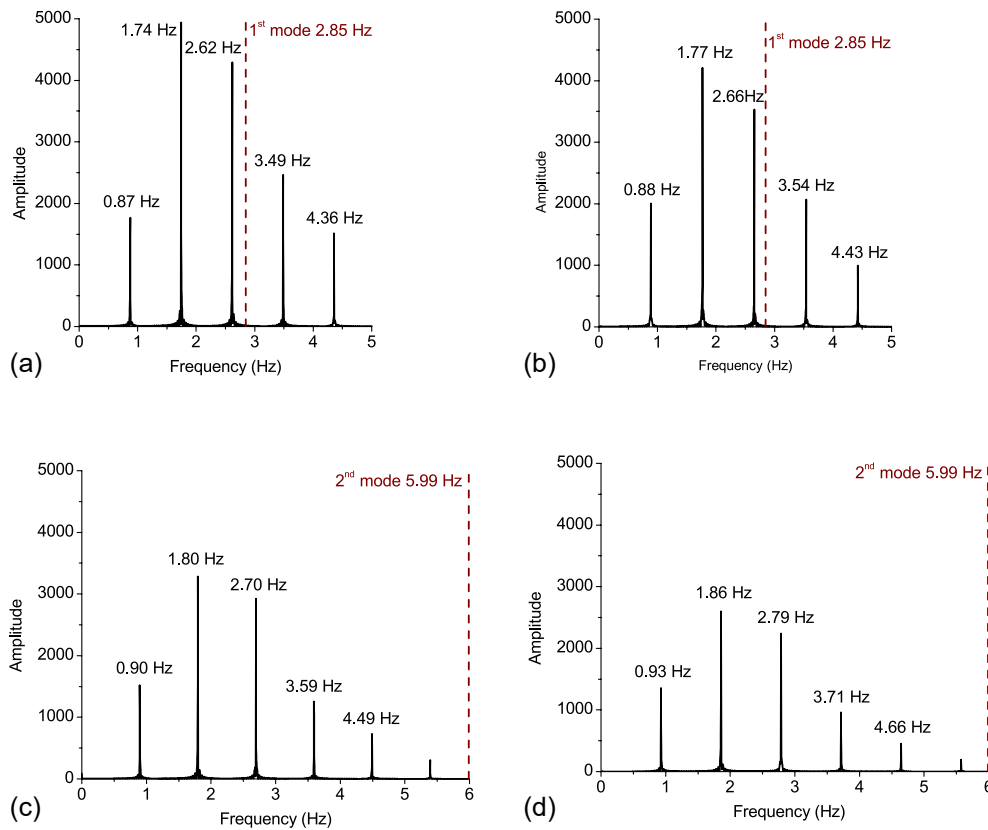 5000
4000
3000
2000
1000
0
0 1 2 3 4 5
Amplitude
Frequency (Hz)
0.87 Hz
1.74 Hz
2.62 Hz
1st mode 2.85 Hz
3.49 Hz
4.36 Hz
(a)
5000
4000
3000
2000
1000
0
0 1 2 3 4 5
Amplitude
Frequency (Hz)
0.88 Hz
1.77 Hz
2.66Hz
1st mode 2.85 Hz
3.54 Hz
4.43 Hz
(b)
5000
4000
3000
2000
1000
0
0 1 2 3 4 5 6
Amplitude
Frequency (Hz)
0.90 Hz
1.80 Hz
2.70 Hz
3.59 Hz
4.49 Hz
2nd mode 5.99 Hz
(c)
5000
4000
3000
2000
1000
0
0 1 2 3 4 5 6
Amplitude
Frequency (Hz)
0.93 Hz
1.86 Hz
2.79 Hz
3.71 Hz
4.66 Hz
2nd mode 5.99 Hz
(d)